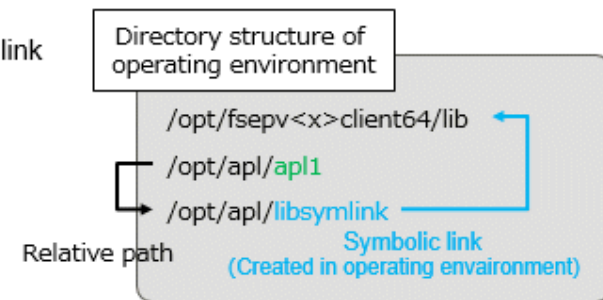 link
Directory structure of
operating environment
/opt/fsepv<x>client64/lib
/opt/apl/apl1
/opt/apl/libsymlink
Relative path
Symbolic link
(Created in operating envaironment)